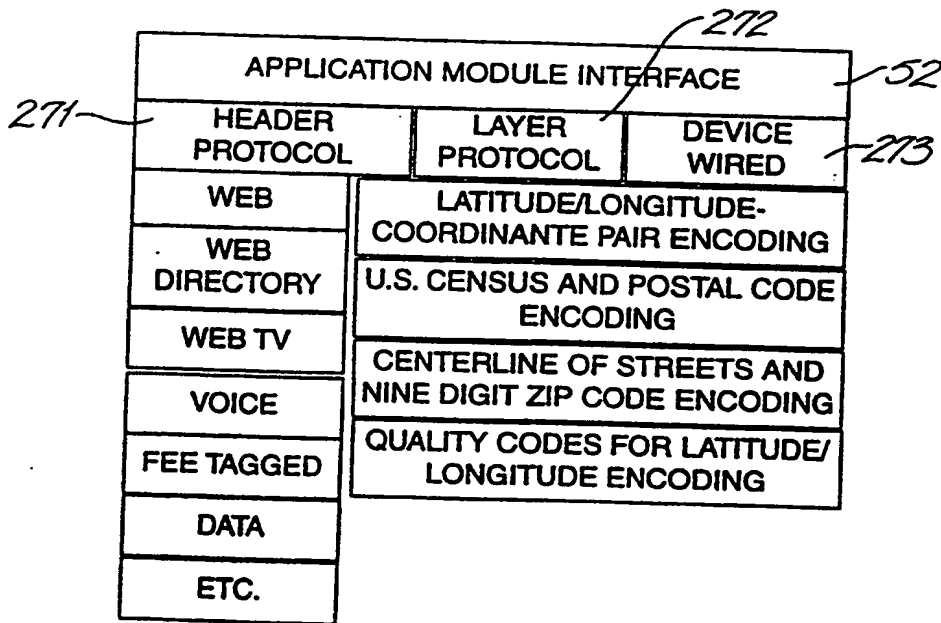 272
APPLICATION MODULE INTERFACE
52
271
HEADER
PROTOCOL
LAYER
PROTOCOL
DEVICE
WIRED
273
WEB
WEB
DIRECTORY
WEB TV
VOICE
FEE TAGGED
DATA
ETC.
LATITUDE/LONGITUDE-
COORDINANTE PAIR ENCODING
U.S. CENSUS AND POSTAL CODE
ENCODING
CENTERLINE OF STREETS AND
NINE DIGIT ZIP CODE ENCODING
QUALITY CODES FOR LATITUDE/
LONGITUDE ENCODING